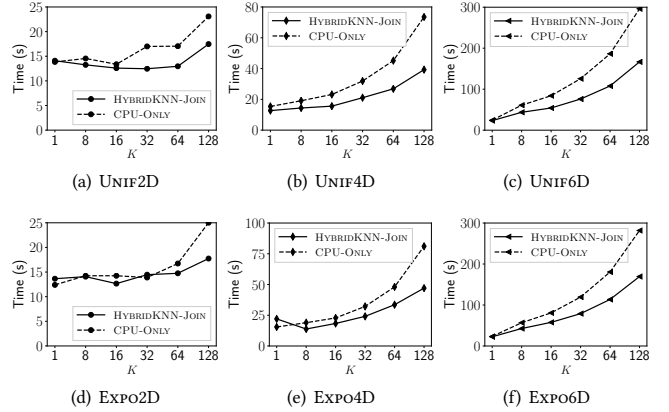 25
20
15
10
5
0
Time (s)
HYBRIDKNN-JOIN
CPU-ONLY
1 8 16 32 64 128
K
(a) UNIF2D
80
60
40
20
0
Time (s)
HYBRIDKNN-JOIN
CPU-ONLY
1 8 16 32 64 128
K
(b) UNIF4D
300
200
100
0
Time (s)
HYBRIDKNN-JOIN
CPU-ONLY
1 8 16 32 64 128
K
(c) UNIF6D
25
20
15
10
5
0
Time (s)
HYBRIDKNN-JOIN
CPU-ONLY
1 8 16 32 64 128
K
(d) EXPO2D
100
75
50
25
0
Time (s)
HYBRIDKNN-JOIN
CPU-ONLY
1 8 16 32 64 128
K
(e) EXPO4D
300
200
100
0
Time (s)
HYBRIDKNN-JOIN
CPU-ONLY
1 8 16 32 64 128
K
(f) EXPO6D